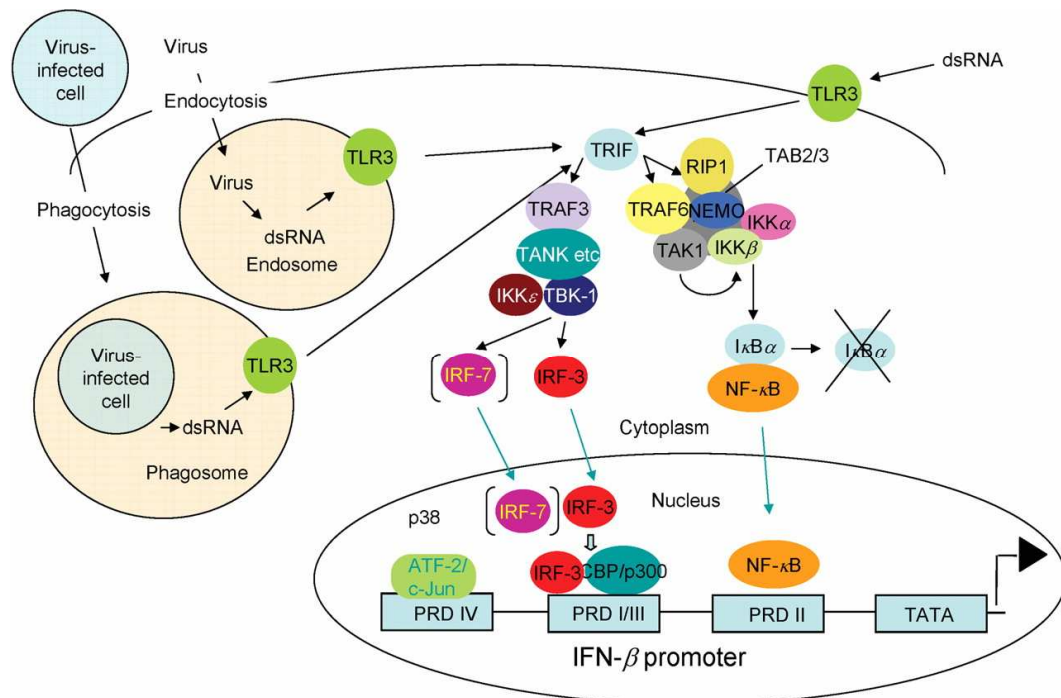 Virus-
infected
cell
Virus
Endocytosis
Phagocytosis
TLR3
Virus
dsRNA
Endosome
Virus-
infected
cell
dsRNA
TLR3
Phagosome
dsRNA
TLR3
TRIF
TAB2/3
RIP1
TRAF3
TRAF6
NEMO
IKKα
TAK1
IKKβ
TANK etc
IKKε
TBK-1
IRF-7
IRF-3
IκBα
IκBα
NF-κB
Cytoplasm
Nucleus
p38
IRF-7
IRF-3
ATF-2/
c-Jun
IRF-3
CBP/p300
NF-κB
PRD IV
PRD I/III
PRD II
TATA
IFN-β promoter